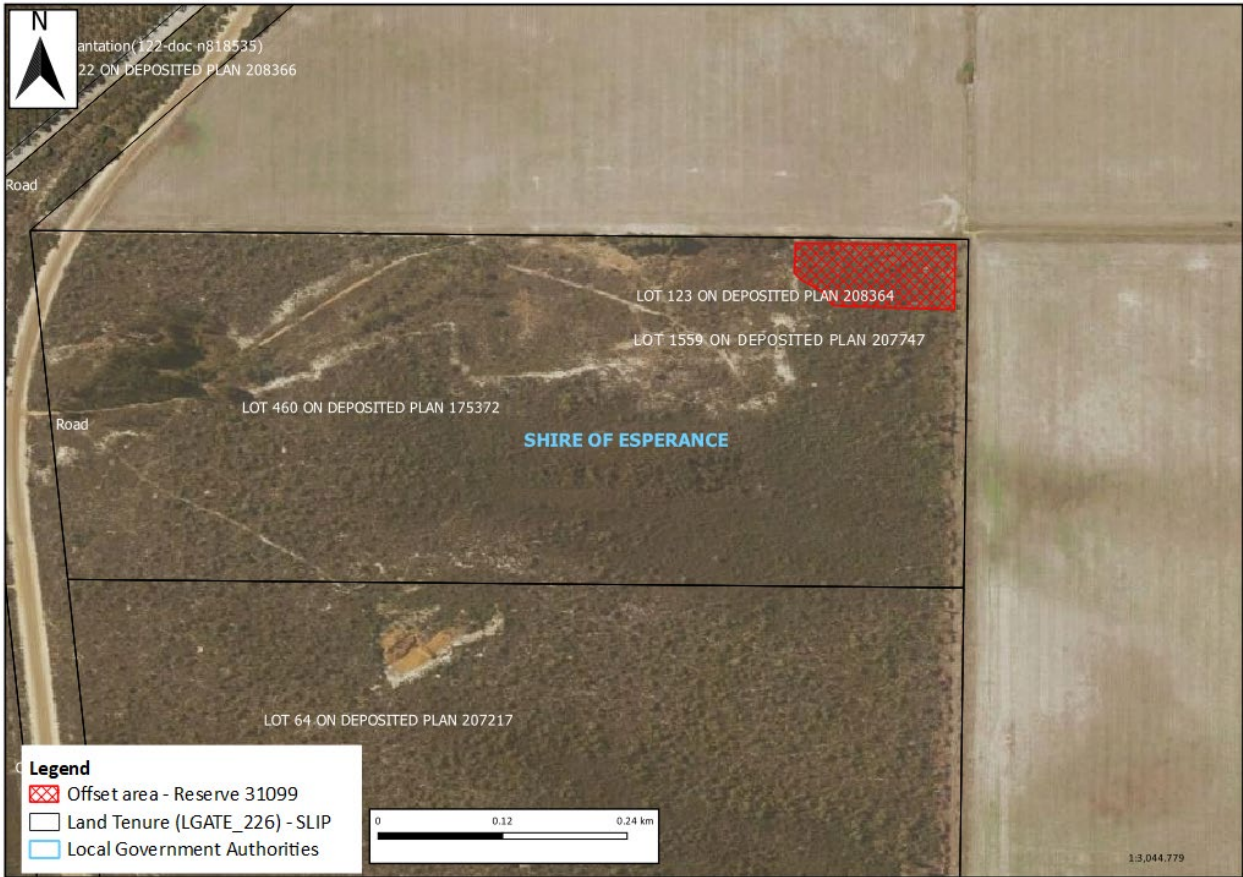 N
antation(122-doc n818535)
22 ON DEPOSITED PLAN 208366
Road
LOT 123 ON DEPOSITED PLAN 208364
LOT 1559 ON DEPOSITED PLAN 207747
LOT 460 ON DEPOSITED PLAN 175372
Road
SHIRE OF ESPERANCE
LOT 64 ON DEPOSITED PLAN 207217
Legend
Offset area - Reserve 31099
Land Tenure (LGATE_226) - SLIP
Local Government Authorities
0 0.12 0.24 km
1:3,044.779